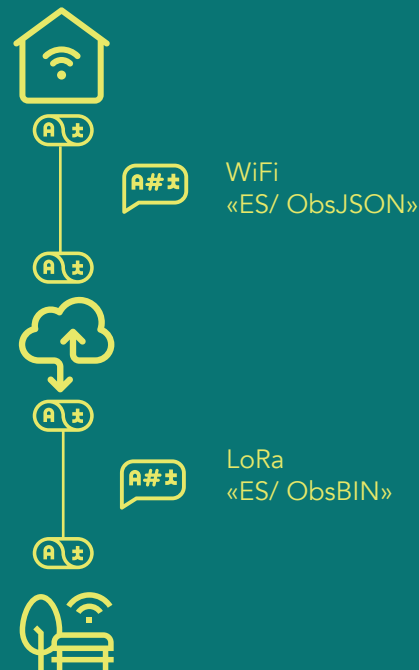 A ±
A#±
WiFi
«ES/ ObsJSON»
A ±
A ±
A#±
LoRa
«ES/ ObsBIN»
A ±